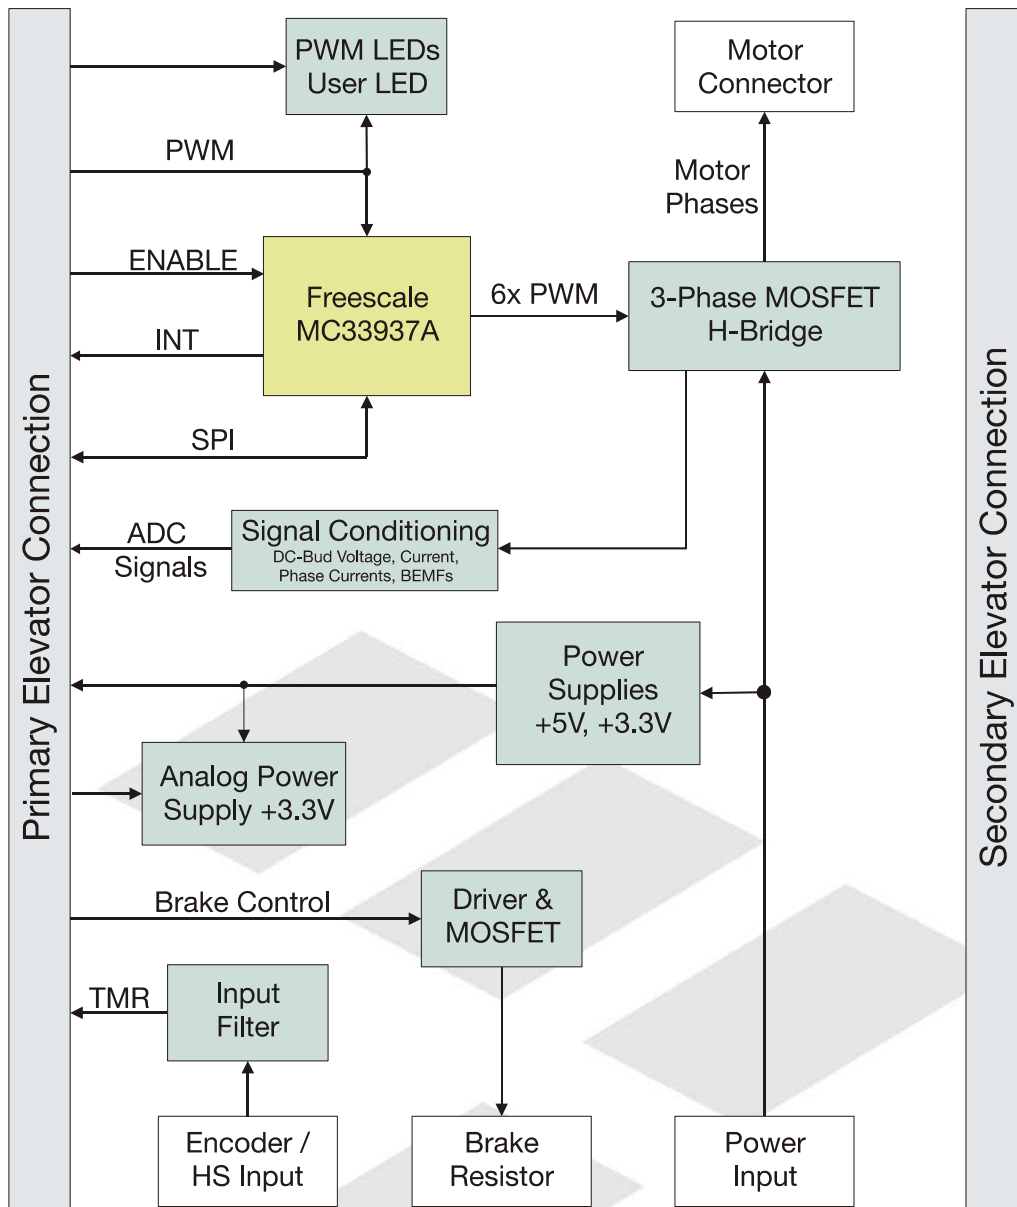 PWM LEDs
User LED
Motor
Connector
PWM
Motor
Phases
ENABLE
Freescale
MC33937A
6x PWM
3-Phase MOSFET
H-Bridge
INT
SPI
ADC
Signals
Signal Conditioning
DC-Bud Voltage, Current,
Phase Currents, BEMFs
Primary Elevator Connection
Secondary Elevator Connection
Power
Supplies
+5V, +3.3V
Analog Power
Supply +3.3V
Brake Control
Driver &
MOSFET
TMR
Input
Filter
Encoder /
HS Input
Brake
Resistor
Power
Input